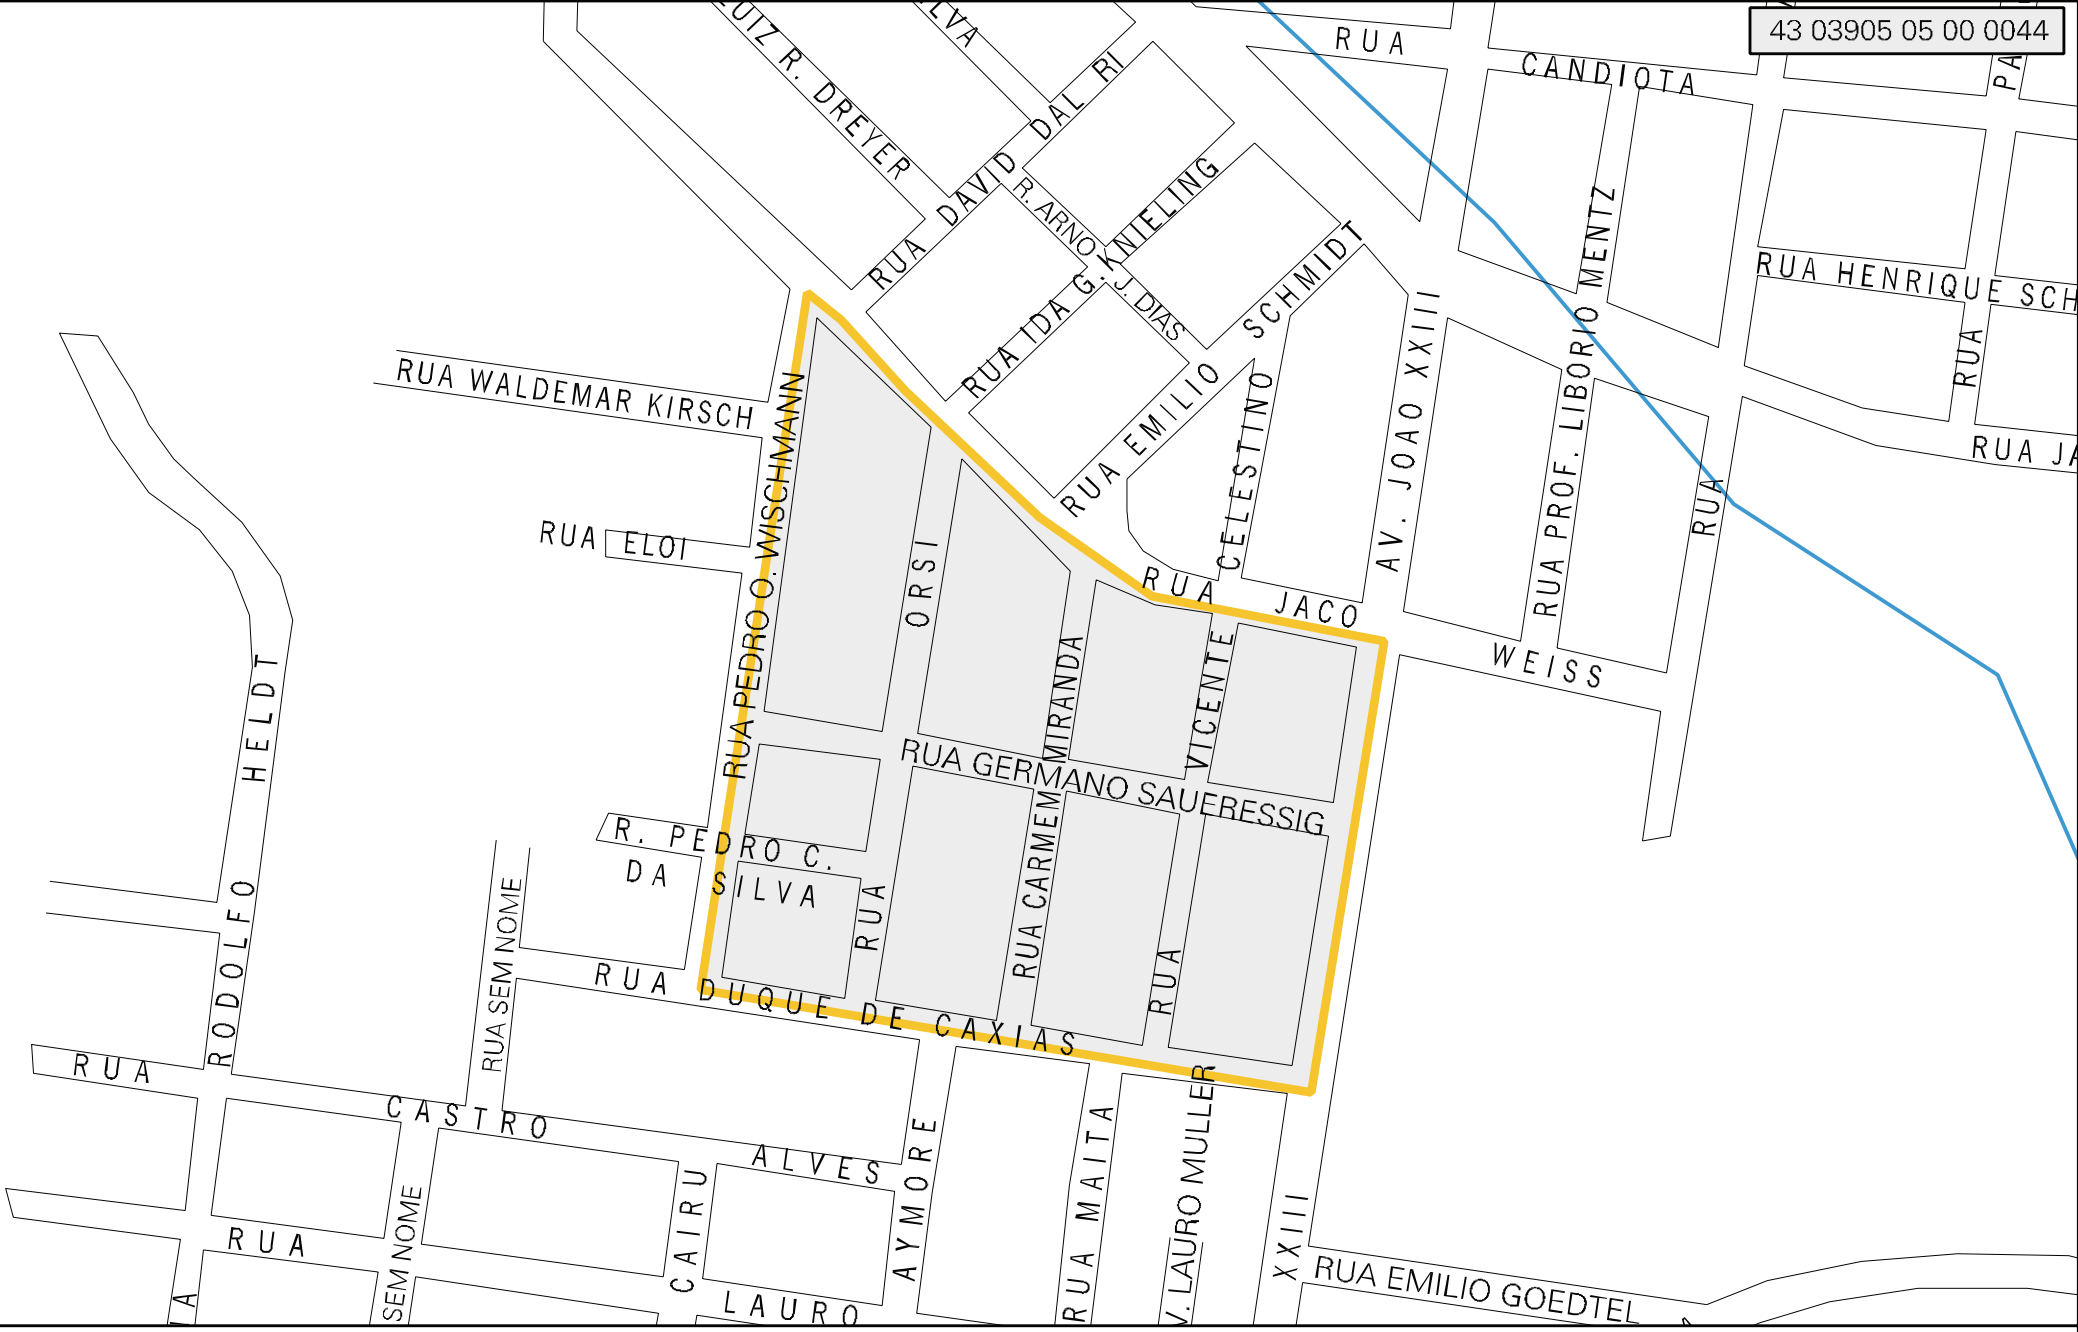 43 03905 05 00 0044
LUIZ R. DREYER
RUA
CANDIOTA
RUA DAVID DAL RI
R. ARNO J. DIAS
RUA IDA G. KNIELING
RUA EMILIO SCHMIDT
RUA PROF. LIBORIO MENTZ
RUA HENRIQUE SCH
RUA
RUA JA
AV. JOAO XXIII
RUA
RUA WALDEMAR KIRSCH
RUA PEDRO O. WISCHMANN
RUA ELOI
CELESTINO
VICENTE
RUA
RUA JACO WEISS
ORSI
RUA
RUA CARMEM MIRANDA
RUA GERMANO SAUERESSIG
R. PEDRO C.
DA SILVA
RODOLFO HELDT
RUA SEM NOME
RUA DUQUE DE CAXIAS
RUA CASTRO ALVES
AYMORE
RUA MAITA
V. LAURO MULLER
XXIII
CAIRU
SEM NOME
RUA LAURO
RUA EMILIO GOEDTEL